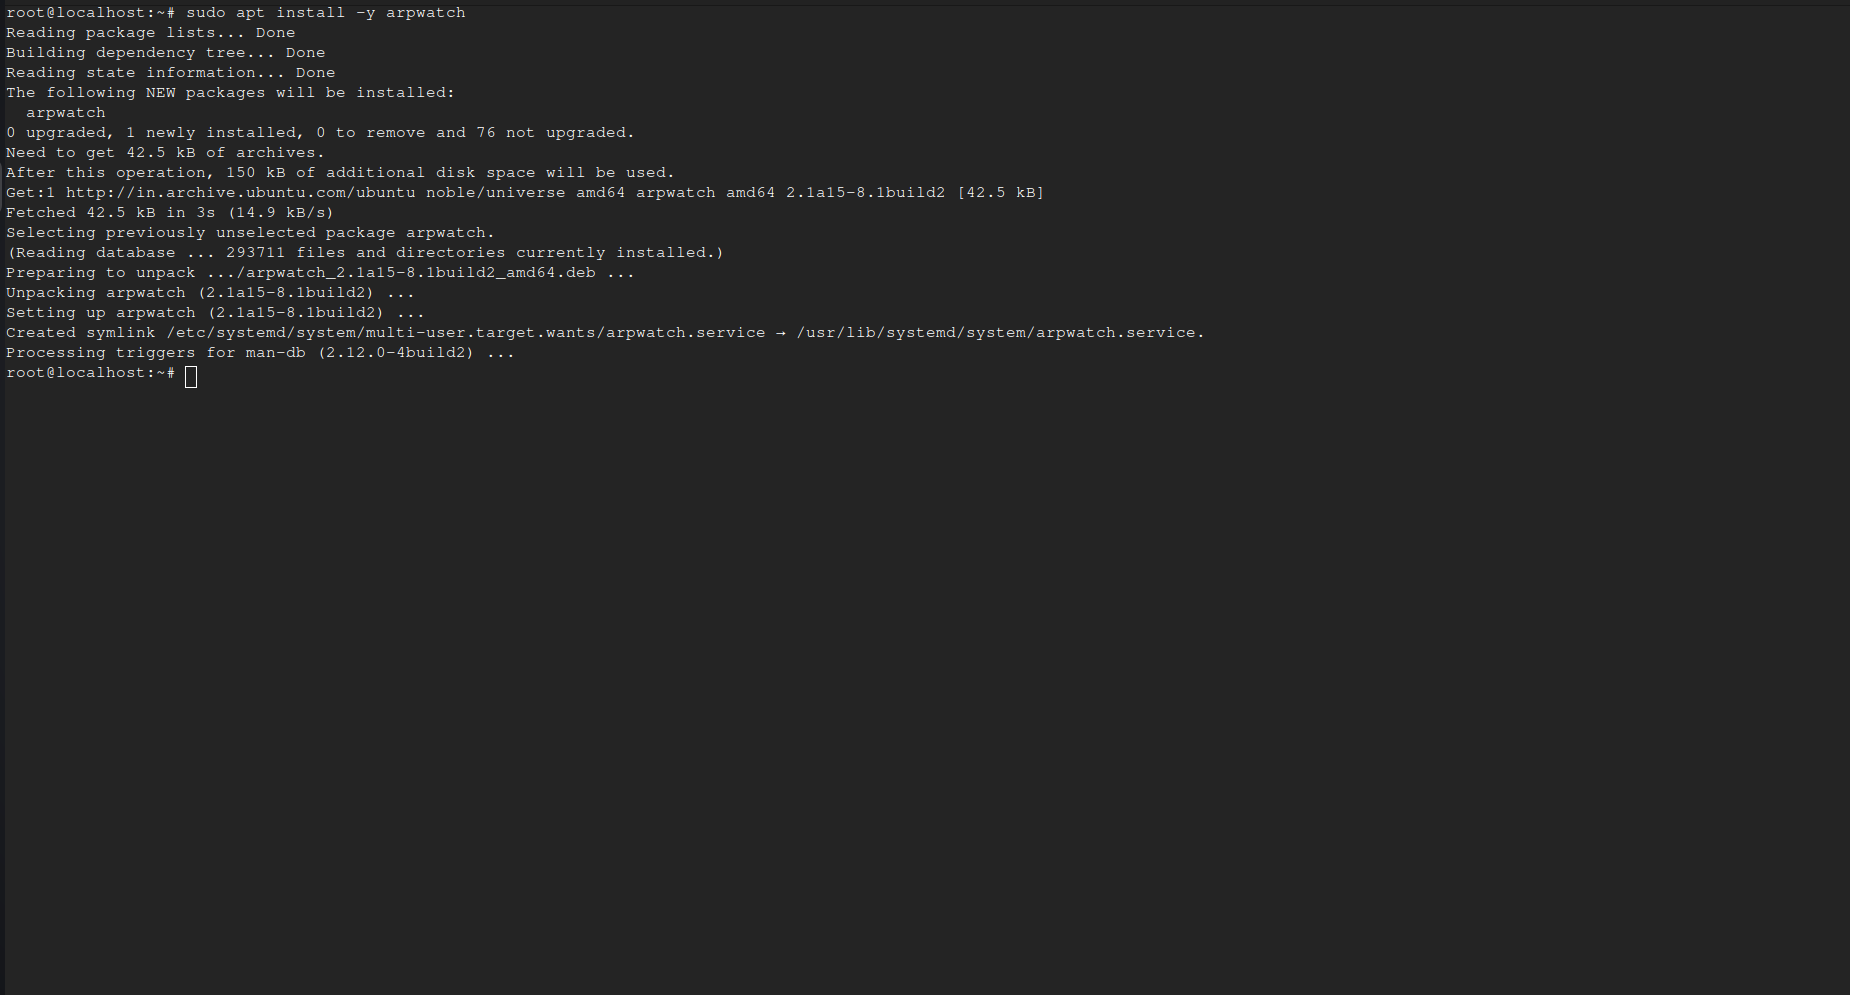 root@localhost:~# sudo apt install -y arpwatch
Reading package lists... Done
Building dependency tree... Done
Reading state information... Done
The following NEW packages will be installed:
  arpwatch
0 upgraded, 1 newly installed, 0 to remove and 76 not upgraded.
Need to get 42.5 kB of archives.
After this operation, 150 kB of additional disk space will be used.
Get:1 http://in.archive.ubuntu.com/ubuntu noble/universe amd64 arpwatch amd64 2.1a15-8.1build2 [42.5 kB]
Fetched 42.5 kB in 3s (14.9 kB/s)
Selecting previously unselected package arpwatch.
(Reading database ... 293711 files and directories currently installed.)
Preparing to unpack .../arpwatch_2.1a15-8.1build2_amd64.deb ...
Unpacking arpwatch (2.1a15-8.1build2) ...
Setting up arpwatch (2.1a15-8.1build2) ...
Created symlink /etc/systemd/system/multi-user.target.wants/arpwatch.service → /usr/lib/systemd/system/arpwatch.service.
Processing triggers for man-db (2.12.0-4build2) ...
root@localhost:~#